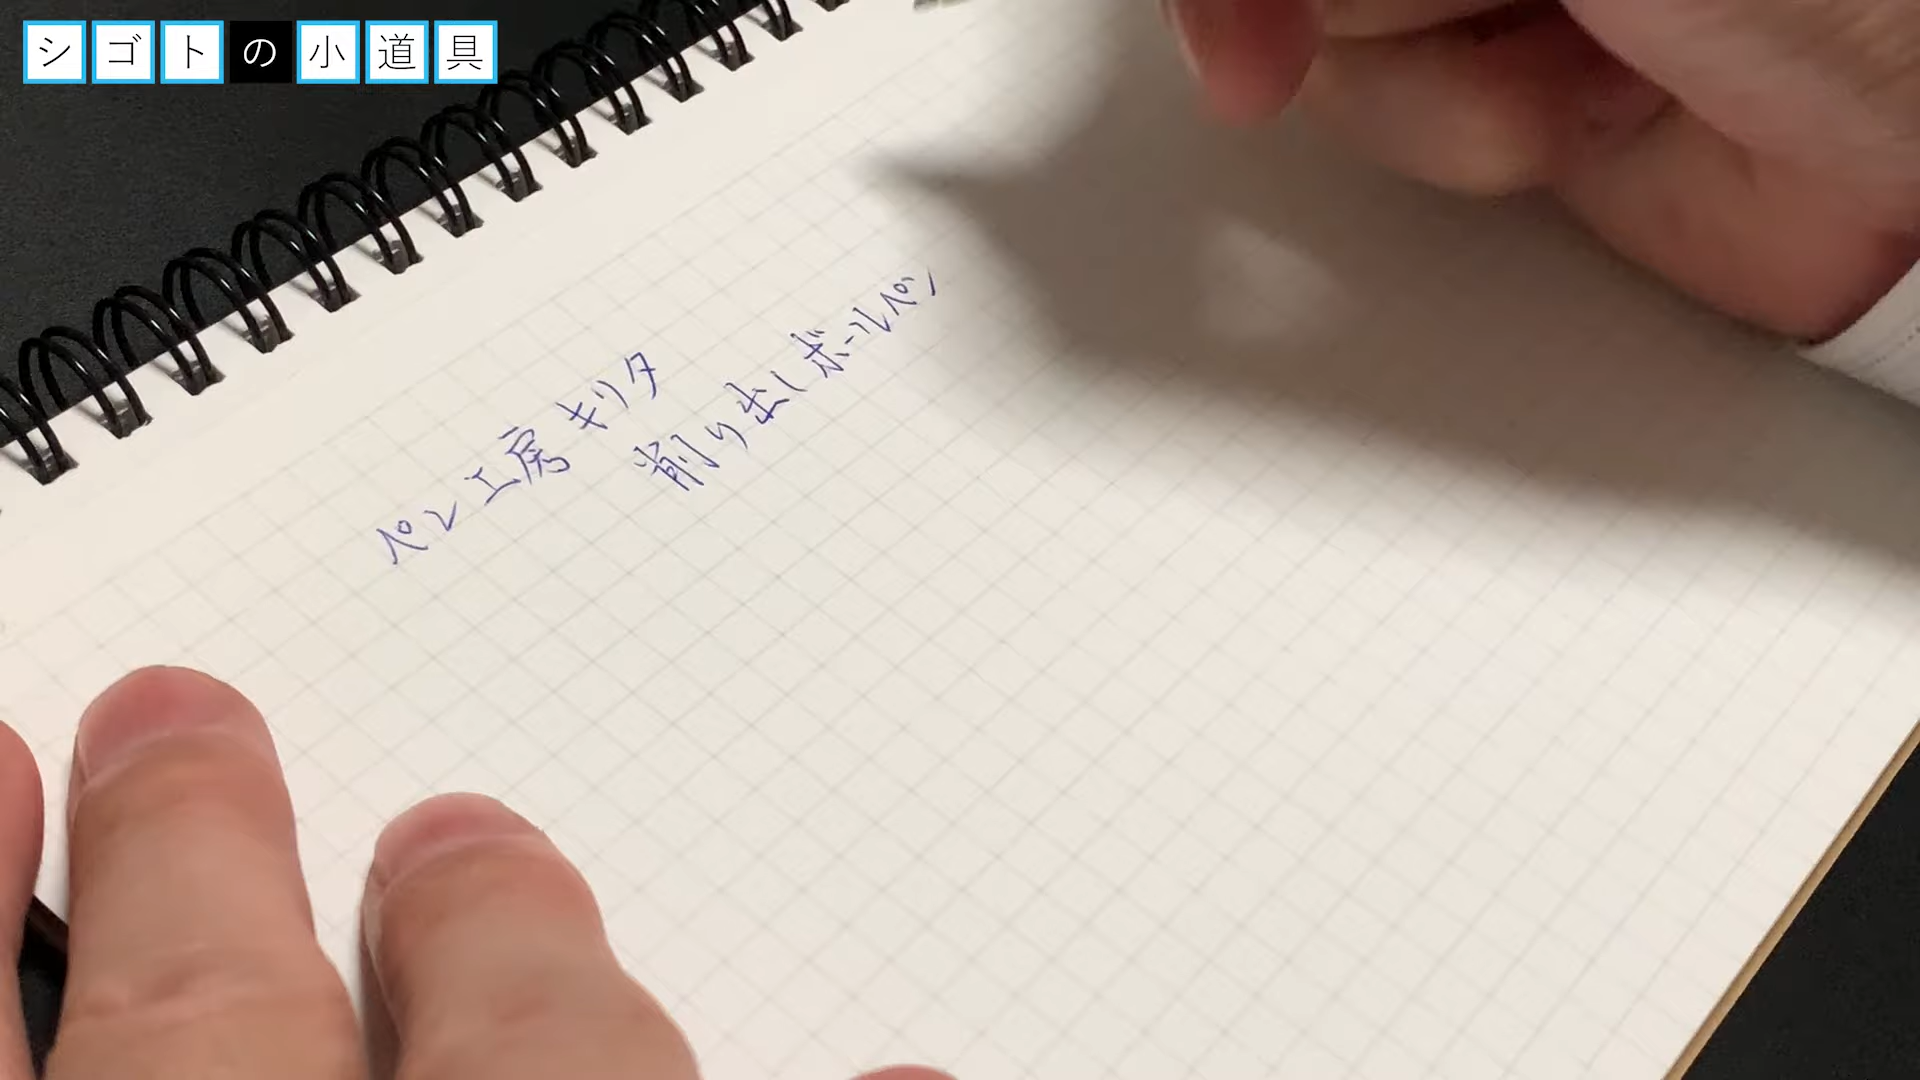 シゴトの小道具
ペン工房キリタ
削り出しボールペン